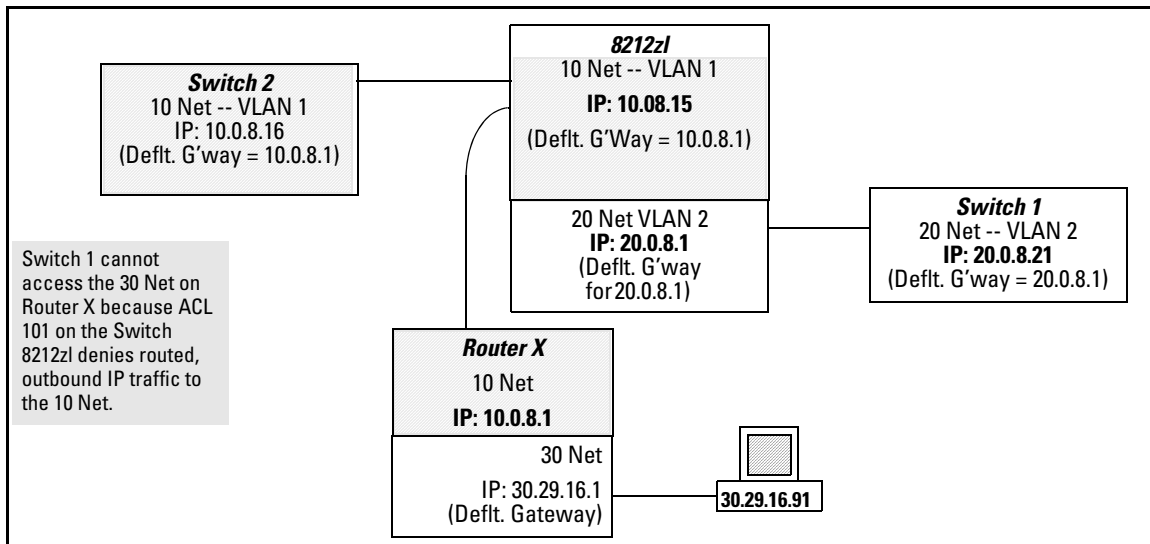 8212zl
10 Net -- VLAN 1
IP: 10.08.15
(Deflt. G'Way = 10.0.8.1)
Switch 2
10 Net -- VLAN 1
IP: 10.0.8.16
(Deflt. G'way = 10.0.8.1)
20 Net VLAN 2
IP: 20.0.8.1
(Deflt. G'way
for20.0.8.1)
Switch 1
20 Net -- VLAN 2
IP: 20.0.8.21
(Deflt. G'way = 20.0.8.1)
Switch 1 cannot
access the 30 Net on
Router X because ACL
101 on the Switch
8212zl denies routed,
outbound IP traffic to
the 10 Net.
Router X
10 Net
IP: 10.0.8.1
30 Net
IP: 30.29.16.1
(Deflt. Gateway)
30.29.16.91